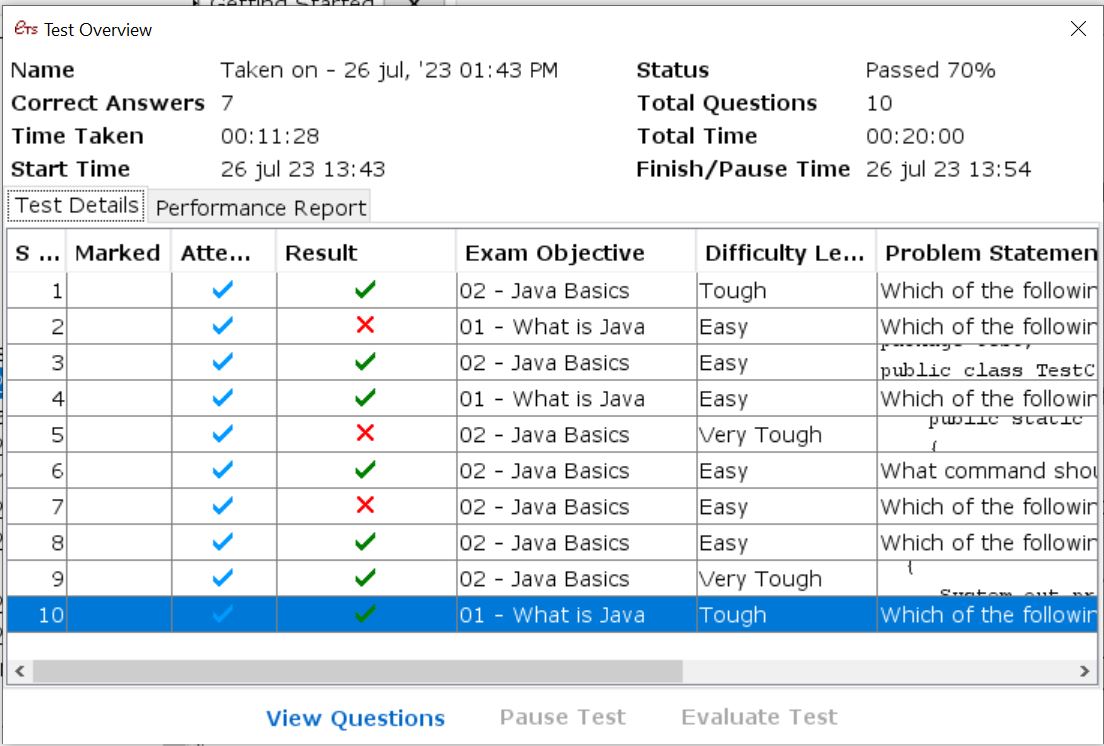 Getting Started
ETS Test Overview
Name Taken on - 26 jul, '23 01:43 PM Status Passed 70%
Correct Answers 7 Total Questions 10
Time Taken 00:11:28 Total Time 00:20:00
Start Time 26 jul 23 13:43 Finish/Pause Time 26 jul 23 13:54
Test Details Performance Report
S ... Marked Atte... Result Exam Objective Difficulty Le... Problem Statemen
1 02 - Java Basics Tough Which of the followin
2 01 - What is Java Easy Which of the followin
3 02 - Java Basics Easy package test;
public class TestC
4 01 - What is Java Easy Which of the followin
5 02 - Java Basics Very Tough public static
{
6 02 - Java Basics Easy What command shou
7 02 - Java Basics Easy Which of the followin
8 02 - Java Basics Easy Which of the followin
9 02 - Java Basics Very Tough {
System.out.pr
10 01 - What is Java Tough Which of the followin
View Questions Pause Test Evaluate Test